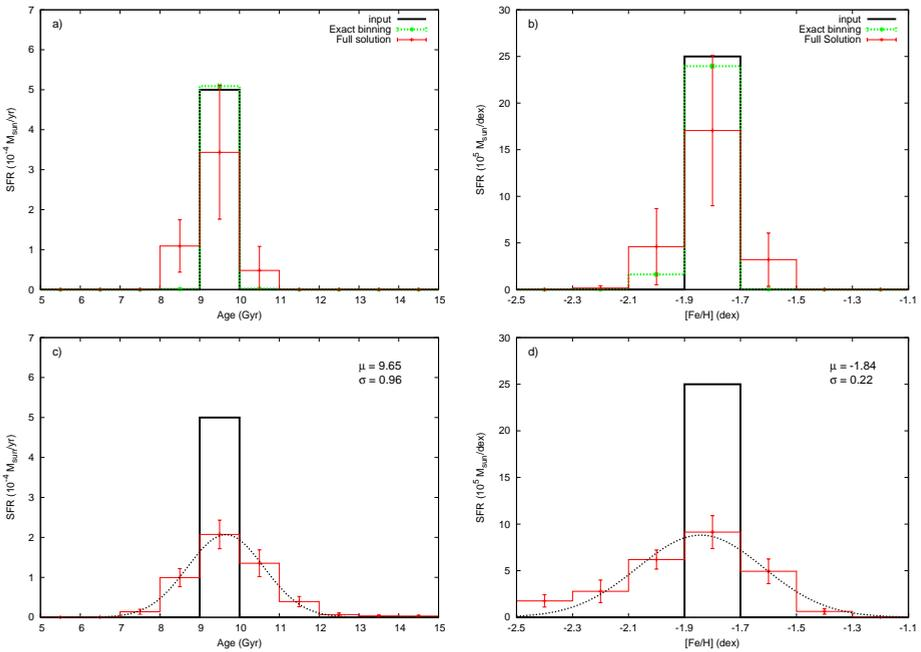 a)
input
Exact binning
Full solution
7
6
5
4
3
2
1
0
SFR (10^-4 M_sun/yr)
5 6 7 8 9 10 11 12 13 14 15
Age (Gyr)
b)
input
Exact binning
Full Solution
30
25
20
15
10
5
0
SFR (10^5 M_sun/dex)
-2.5 -2.3 -2.1 -1.9 -1.7 -1.5 -1.3 -1.1
[Fe/H] (dex)
c)
μ = 9.65
σ = 0.96
7
6
5
4
3
2
1
0
SFR (10^-4 M_sun/yr)
5 6 7 8 9 10 11 12 13 14 15
Age (Gyr)
d)
μ = -1.84
σ = 0.22
30
25
20
15
10
5
0
SFR (10^5 M_sun/dex)
-2.5 -2.3 -2.1 -1.9 -1.7 -1.5 -1.3 -1.1
[Fe/H] (dex)